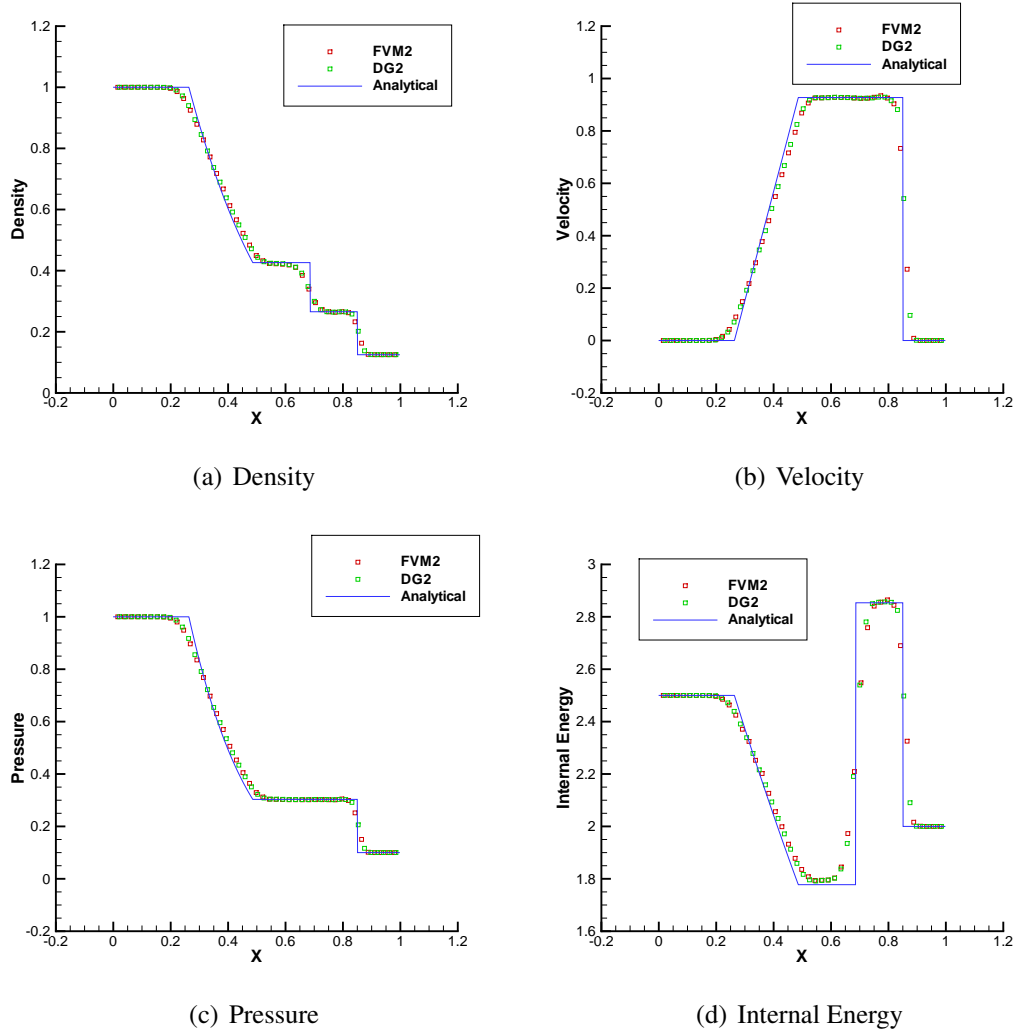 1.2
1
0.8
0.6
0.4
0.2
0
Density
-0.2 0 0.2 0.4 0.6 0.8 1 1.2
X
FVM2
DG2
Analytical
(a) Density
1.2
1
0.8
0.6
0.4
0.2
0
-0.2
Velocity
-0.2 0 0.2 0.4 0.6 0.8 1 1.2
X
FVM2
DG2
Analytical
(b) Velocity
1.2
1
0.8
0.6
0.4
0.2
0
-0.2
Pressure
-0.2 0 0.2 0.4 0.6 0.8 1 1.2
X
FVM2
DG2
Analytical
(c) Pressure
3
2.8
2.6
2.4
2.2
2
1.8
1.6
Internal Energy
-0.2 0 0.2 0.4 0.6 0.8 1 1.2
X
FVM2
DG2
Analytical
(d) Internal Energy